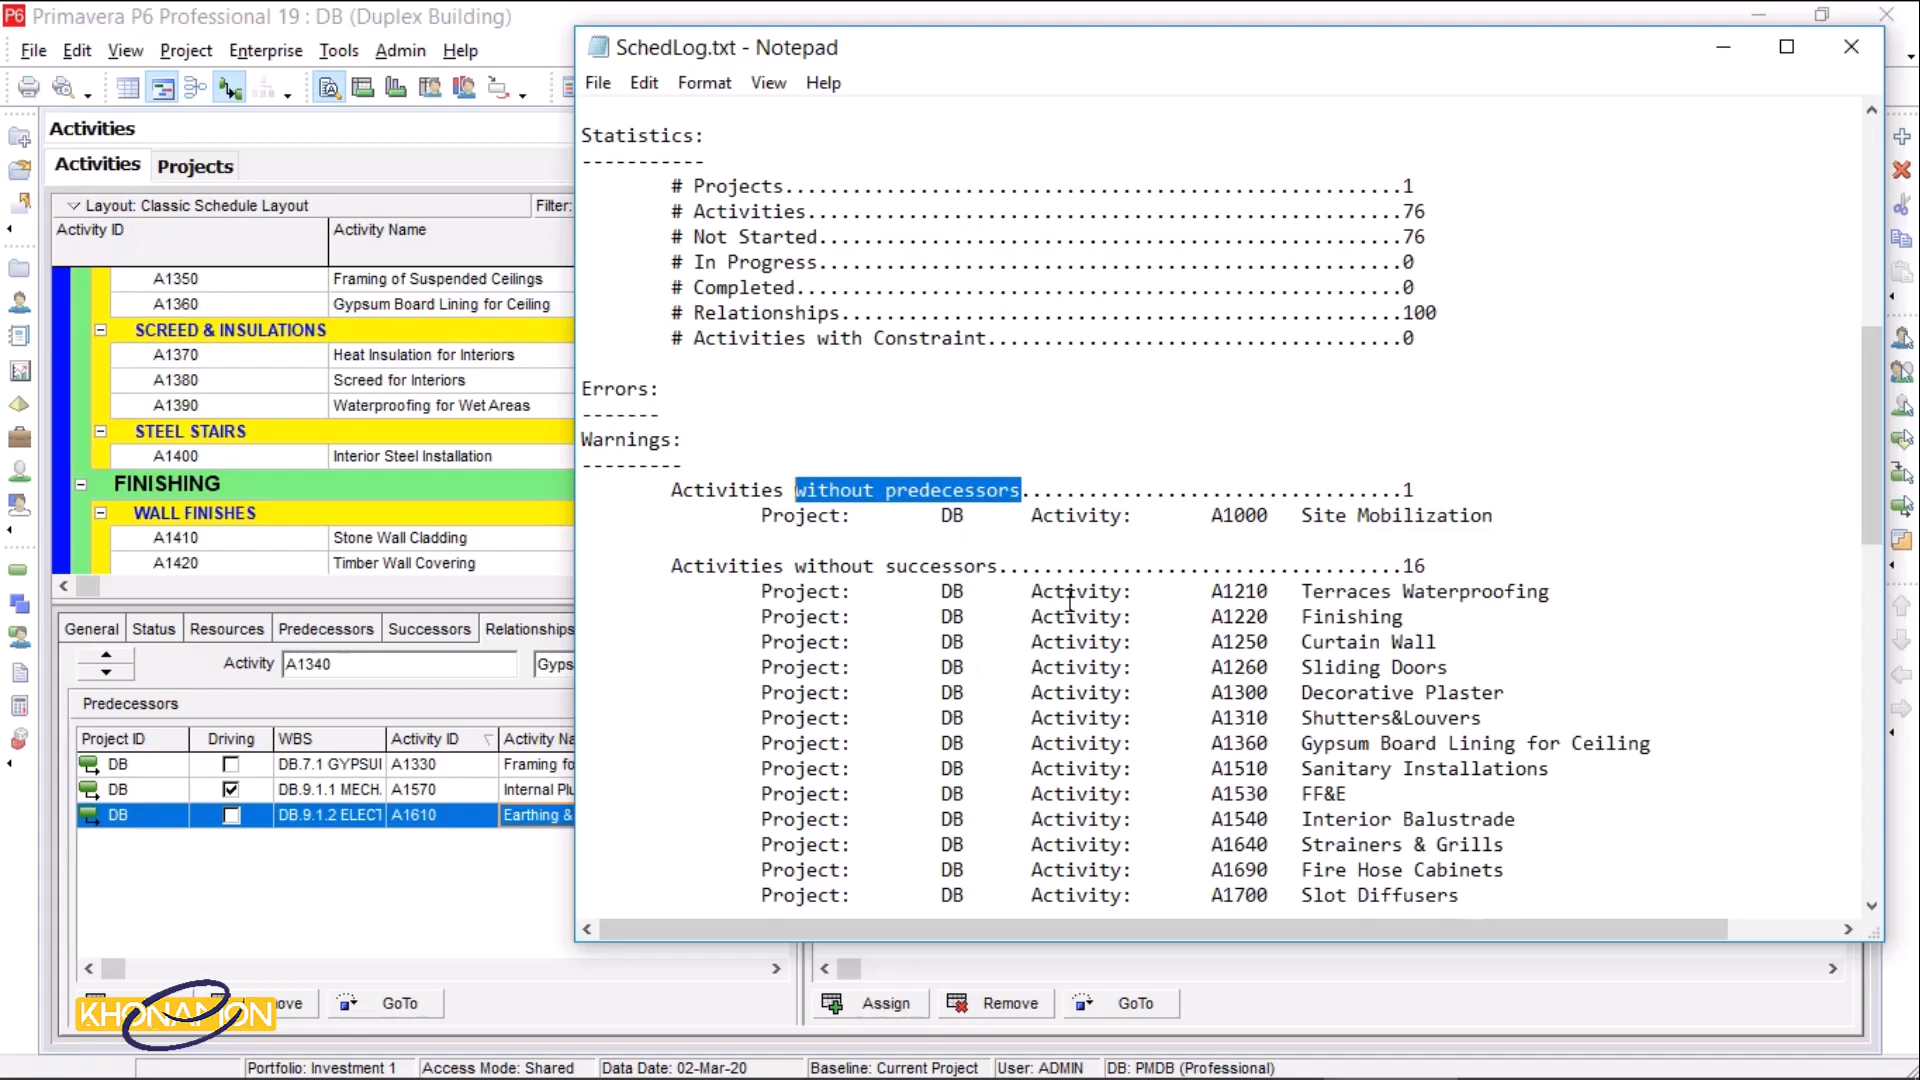 Primavera P6 Professional 19 : DB (Duplex Building)
File Edit View Project Enterprise Tools Admin Help
Activities
Activities Projects
Layout: Classic Schedule Layout Filter:
Activity ID Activity Name
A1350 Framing of Suspended Ceilings
A1360 Gypsum Board Lining for Ceiling
SCREED & INSULATIONS
A1370 Heat Insulation for Interiors
A1380 Screed for Interiors
A1390 Waterproofing for Wet Areas
STEEL STAIRS
A1400 Interior Steel Installation
FINISHING
WALL FINISHES
A1410 Stone Wall Cladding
A1420 Timber Wall Covering
General Status Resources Predecessors Successors Relationships
Activity A1340 Gyps
Predecessors
Project ID Driving WBS Activity ID Activity Na
DB DB.7.1 GYPSUI A1330 Framing fo
DB DB.9.1.1 MECH. A1570 Internal Plu
DB DB.9.1.2 ELECT A1610 Earthing &
GoTo
Assign Remove GoTo
KHONAMON
Portfolio: Investment 1 Access Mode: Shared Data Date: 02-Mar-20 Baseline: Current Project User: ADMIN DB: PMDB (Professional)
SchedLog.txt - Notepad
File Edit Format View Help
Statistics:
-----------
# Projects.......................................................1
# Activities.....................................................76
# Not Started....................................................76
# In Progress....................................................0
# Completed......................................................0
# Relationships..................................................100
# Activities with Constraint.....................................0
Errors:
-------
Warnings:
---------
Activities without predecessors..................................1
Project: DB Activity: A1000 Site Mobilization
Activities without successors....................................16
Project: DB Activity: A1210 Terraces Waterproofing
Project: DB Activity: A1220 Finishing
Project: DB Activity: A1250 Curtain Wall
Project: DB Activity: A1260 Sliding Doors
Project: DB Activity: A1300 Decorative Plaster
Project: DB Activity: A1310 Shutters&Louvers
Project: DB Activity: A1360 Gypsum Board Lining for Ceiling
Project: DB Activity: A1510 Sanitary Installations
Project: DB Activity: A1530 FF&E
Project: DB Activity: A1540 Interior Balustrade
Project: DB Activity: A1640 Strainers & Grills
Project: DB Activity: A1690 Fire Hose Cabinets
Project: DB Activity: A1700 Slot Diffusers